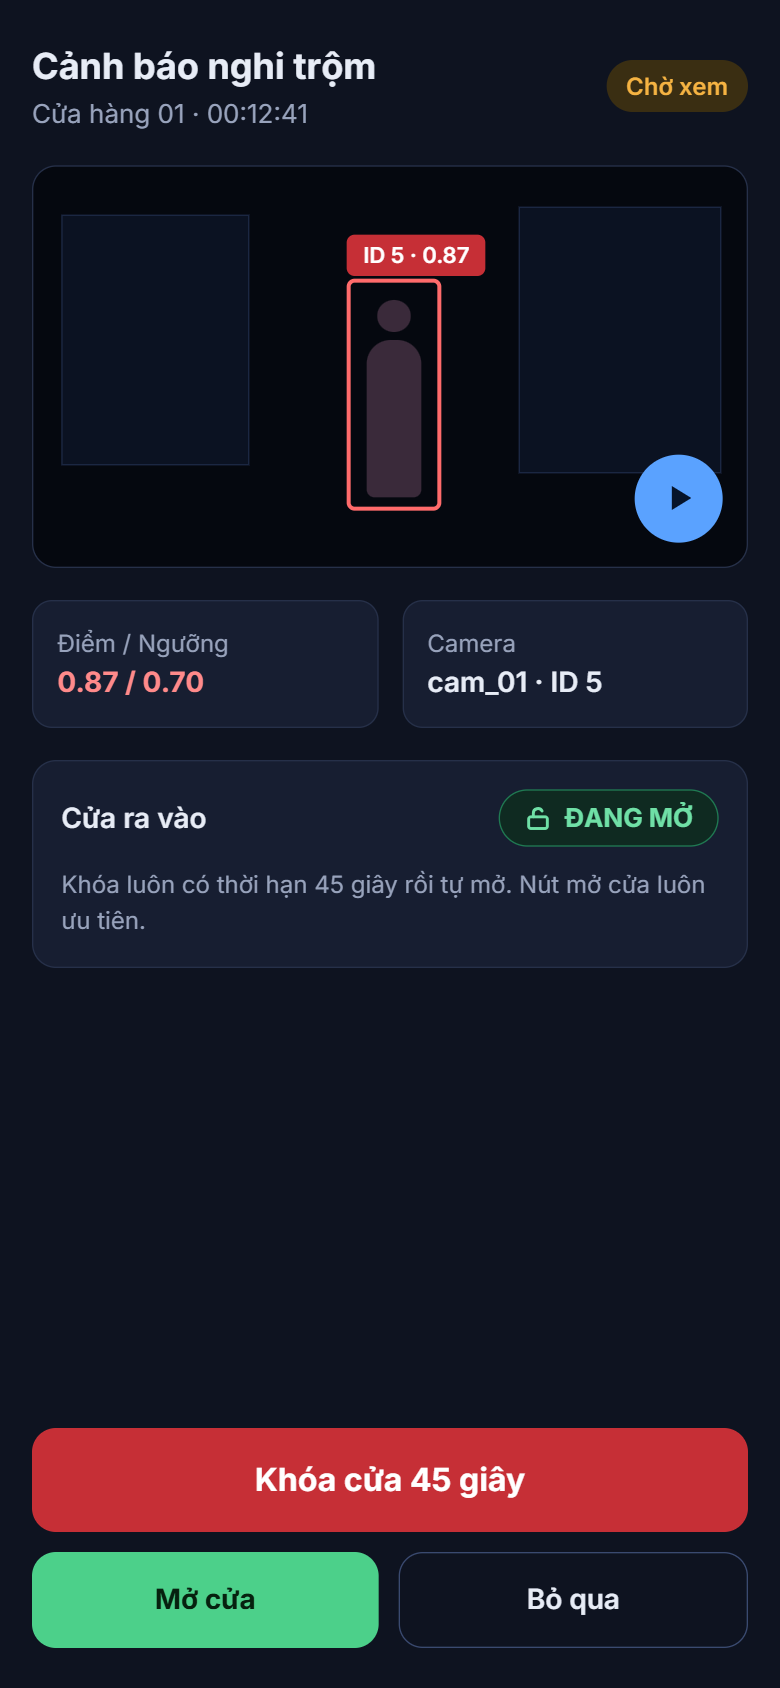 Cảnh báo nghi trộm
Cửa hàng 01 · 00:12:41
Chờ xem
ID 5 · 0.87
Điểm / Ngưỡng
0.87 / 0.70
Camera
cam_01 · ID 5
Cửa ra vào
ĐANG MỞ
Khóa luôn có thời hạn 45 giây rồi tự mở. Nút mở cửa luôn
ưu tiên.
Khóa cửa 45 giây
Mở cửa
Bỏ qua